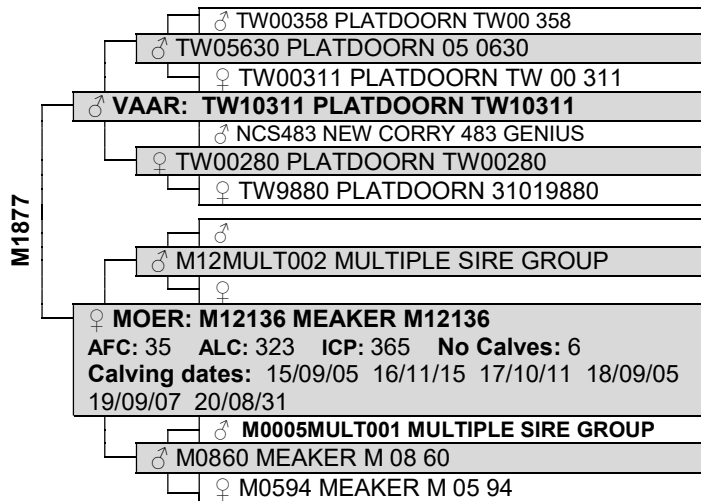 ♂ TW00358 PLATDOORN TW00 358
♂ TW05630 PLATDOORN 05 0630
♀ TW00311 PLATDOORN TW 00 311
♂ VAAR: TW10311 PLATDOORN TW10311
♂ NCS483 NEW CORRY 483 GENIUS
♀ TW00280 PLATDOORN TW00280
♀ TW9880 PLATDOORN 31019880
M1877
♂
♂ M12MULT002 MULTIPLE SIRE GROUP
♀
♀ MOER: M12136 MEAKER M12136
AFC: 35 ALC: 323 ICP: 365 No Calves: 6
Calving dates: 15/09/05 16/11/15 17/10/11 18/09/05
19/09/07 20/08/31
♂ M0005MULT001 MULTIPLE SIRE GROUP
♂ M0860 MEAKER M 08 60
♀ M0594 MEAKER M 05 94